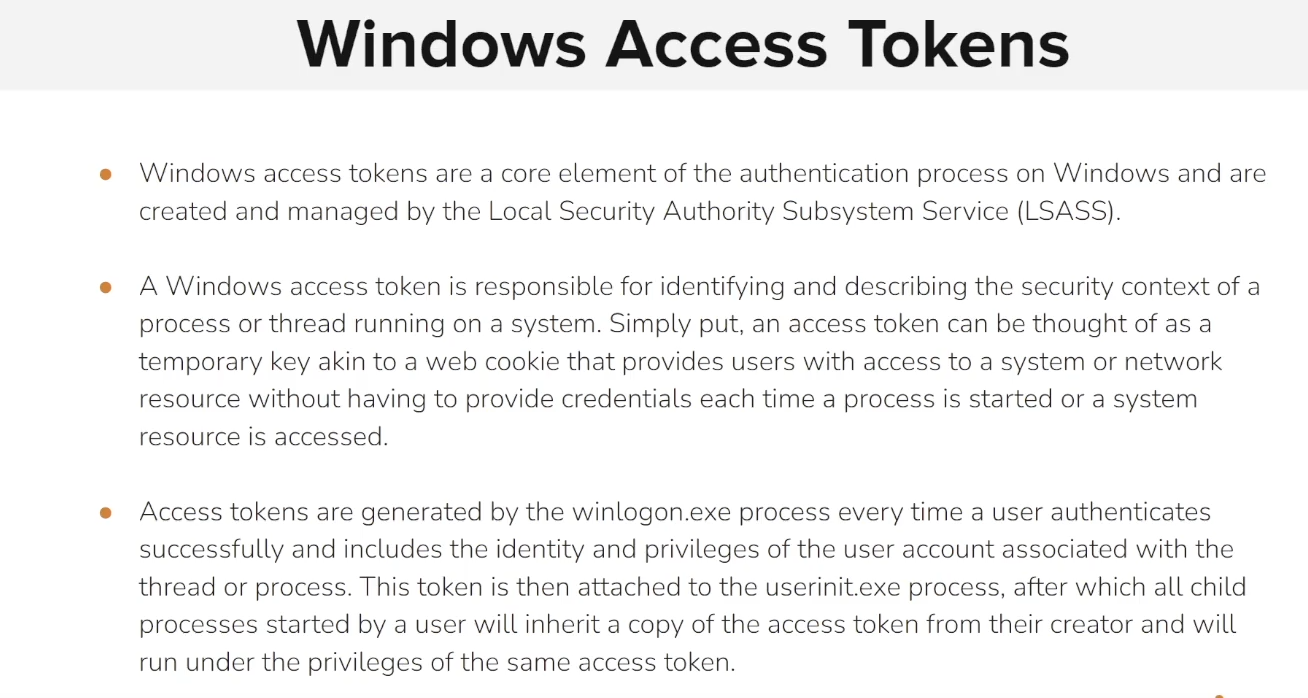 Windows Access Tokens
● Windows access tokens are a core element of the authentication process on Windows and are
created and managed by the Local Security Authority Subsystem Service (LSASS).
● A Windows access token is responsible for identifying and describing the security context of a
process or thread running on a system. Simply put, an access token can be thought of as a
temporary key akin to a web cookie that provides users with access to a system or network
resource without having to provide credentials each time a process is started or a system
resource is accessed.
● Access tokens are generated by the winlogon.exe process every time a user authenticates
successfully and includes the identity and privileges of the user account associated with the
thread or process. This token is then attached to the userinit.exe process, after which all child
processes started by a user will inherit a copy of the access token from their creator and will
run under the privileges of the same access token.